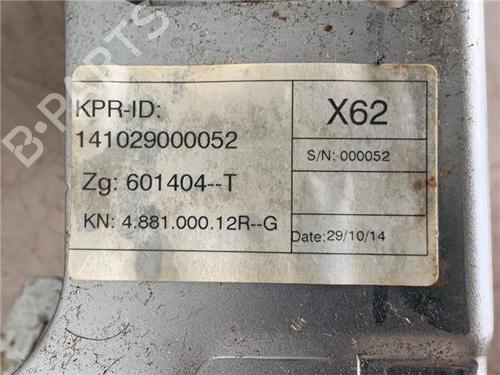 B-PARTS
KPR-ID:
141029000052
Zg: 601404--T
KN: 4.881.000.12R--G
X62
S/N: 000052
Date: 29/10/14